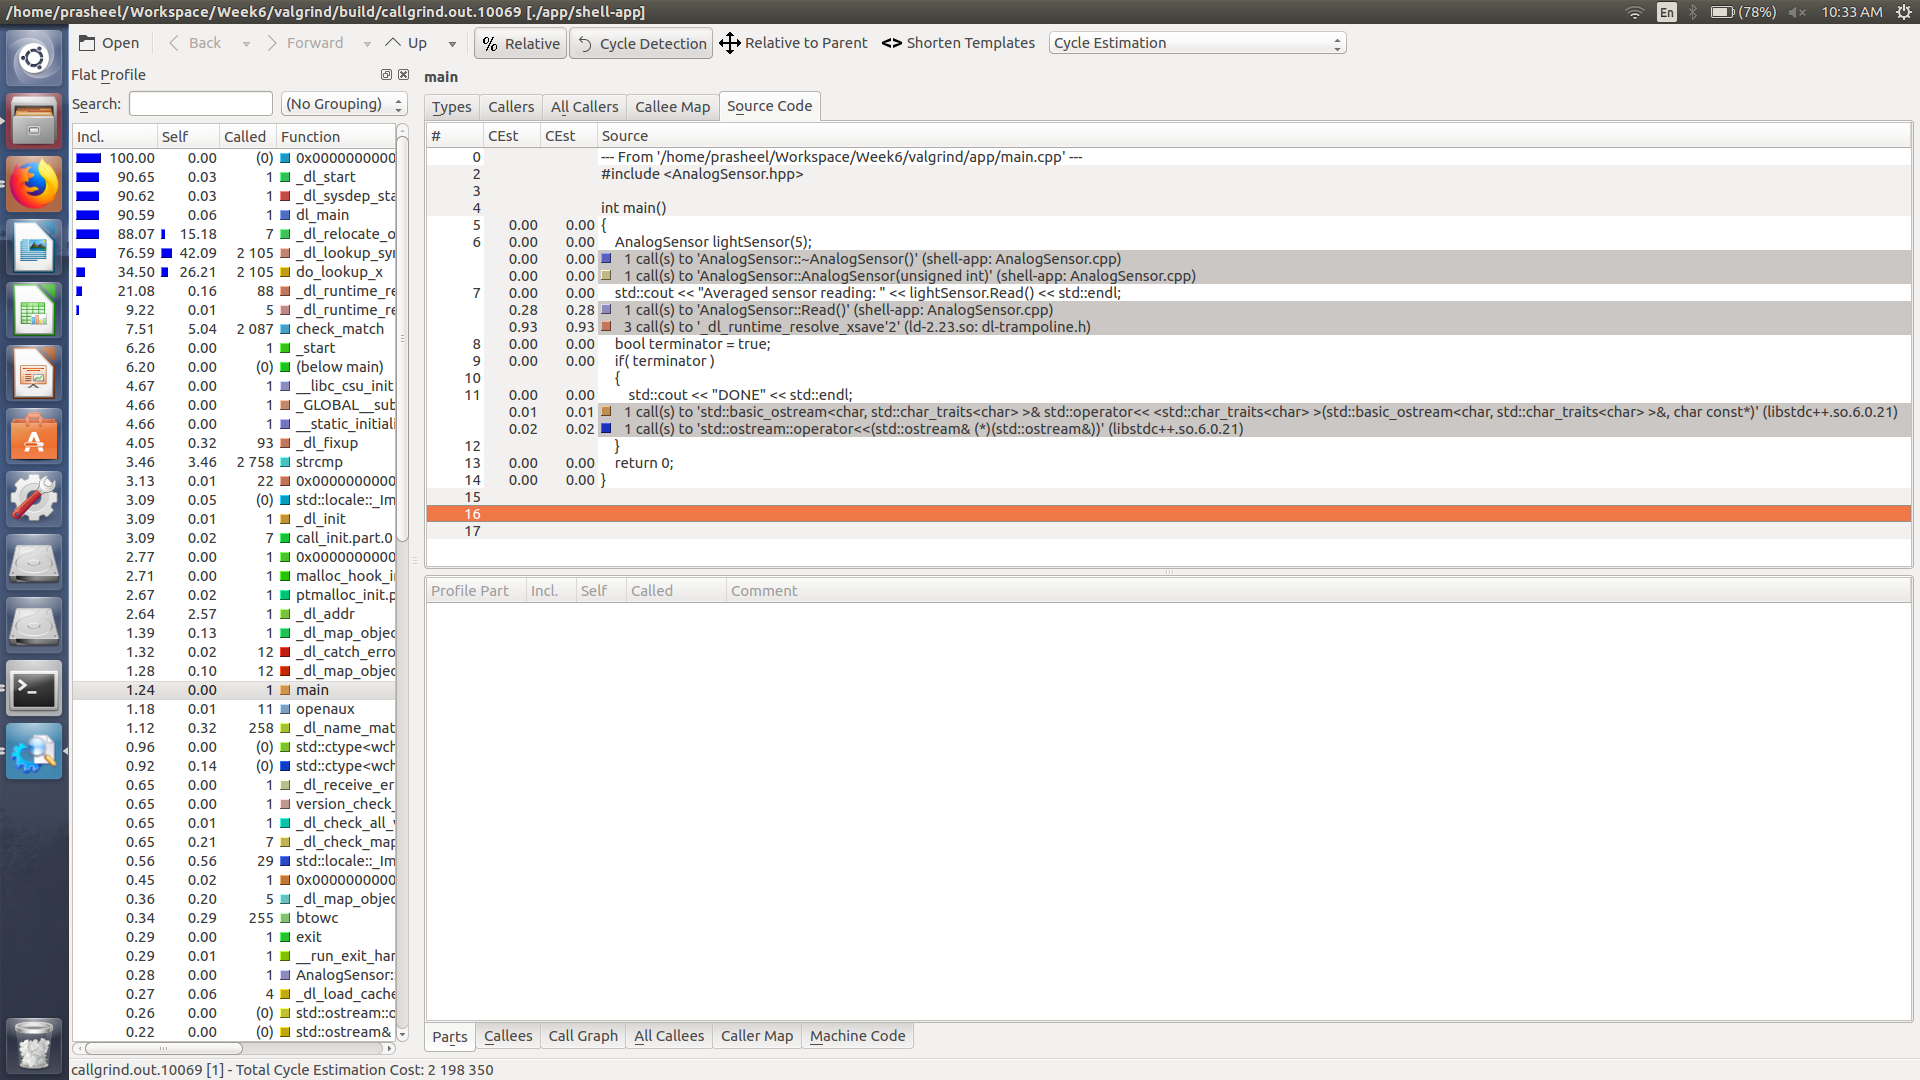 /home/prasheel/Workspace/Week6/valgrind/build/callgrind.out.10069 [./app/shell-app]
En (78%) 10:33 AM
Open Back Forward Up % Relative Cycle Detection Relative to Parent <> Shorten Templates Cycle Estimation
Flat Profile
Search: (No Grouping)
Incl. Self Called Function
100.00 0.00 (0) 0x0000000000
90.65 0.03 1 _dl_start
90.62 0.03 1 _dl_sysdep_sta
90.59 0.06 1 dl_main
88.07 15.18 7 _dl_relocate_o
76.59 42.09 2 105 _dl_lookup_syı
34.50 26.21 2 105 do_lookup_x
21.08 0.16 88 _dl_runtime_re
9.22 0.01 5 _dl_runtime_re
7.51 5.04 2 087 check_match
6.26 0.00 1 _start
6.20 0.00 (0) (below main)
4.67 0.00 1 __libc_csu_init
4.66 0.00 1 _GLOBAL__sub
4.66 0.00 1 __static_initiali
4.05 0.32 93 _dl_fixup
3.46 3.46 2 758 strcmp
3.13 0.01 22 0x0000000000
3.09 0.05 (0) std::locale::_Im
3.09 0.01 1 _dl_init
3.09 0.02 7 call_init.part.0
2.77 0.00 1 0x0000000000
2.71 0.00 1 malloc_hook_i
2.67 0.02 1 ptmalloc_init.p
2.64 2.57 1 _dl_addr
1.39 0.13 1 _dl_map_objec
1.32 0.02 12 _dl_catch_erro
1.28 0.10 12 _dl_map_objec
1.24 0.00 1 main
1.18 0.01 11 openaux
1.12 0.32 258 _dl_name_mat
0.96 0.00 (0) std::ctype<wch
0.92 0.14 (0) std::ctype<wch
0.65 0.00 1 _dl_receive_er
0.65 0.00 1 version_check_
0.65 0.01 1 _dl_check_all_
0.65 0.21 7 _dl_check_map
0.56 0.56 29 std::locale::_Im
0.45 0.02 1 0x0000000000
0.36 0.20 5 _dl_map_objec
0.34 0.29 255 btowc
0.29 0.00 1 exit
0.29 0.01 1 __run_exit_har
0.28 0.00 1 AnalogSensor::
0.27 0.06 4 _dl_load_cache
0.26 0.00 (0) std::ostream::o
0.22 0.00 (0) std::ostream&
main
Types Callers All Callers Callee Map Source Code
# CEst CEst Source
0 --- From '/home/prasheel/Workspace/Week6/valgrind/app/main.cpp' ---
2 #include <AnalogSensor.hpp>
3
4 int main()
5 0.00 0.00 {
6 0.00 0.00 AnalogSensor lightSensor(5);
0.00 0.00 1 call(s) to 'AnalogSensor::~AnalogSensor()' (shell-app: AnalogSensor.cpp)
0.00 0.00 1 call(s) to 'AnalogSensor::AnalogSensor(unsigned int)' (shell-app: AnalogSensor.cpp)
7 0.00 0.00 std::cout << "Averaged sensor reading: " << lightSensor.Read() << std::endl;
0.28 0.28 1 call(s) to 'AnalogSensor::Read()' (shell-app: AnalogSensor.cpp)
0.93 0.93 3 call(s) to '_dl_runtime_resolve_xsave'2' (ld-2.23.so: dl-trampoline.h)
8 0.00 0.00 bool terminator = true;
9 0.00 0.00 if( terminator )
10 {
11 0.00 0.00 std::cout << "DONE" << std::endl;
0.01 0.01 1 call(s) to 'std::basic_ostream<char, std::char_traits<char> >& std::operator<< <std::char_traits<char> >(std::basic_ostream<char, std::char_traits<char> >&, char const*)' (libstdc++.so.6.0.21)
0.02 0.02 1 call(s) to 'std::ostream::operator<<(std::ostream& (*)(std::ostream&))' (libstdc++.so.6.0.21)
12 }
13 0.00 0.00 return 0;
14 0.00 0.00 }
15
16
17
Profile Part Incl. Self Called Comment
Parts Callees Call Graph All Callees Caller Map Machine Code
callgrind.out.10069 [1] - Total Cycle Estimation Cost: 2 198 350